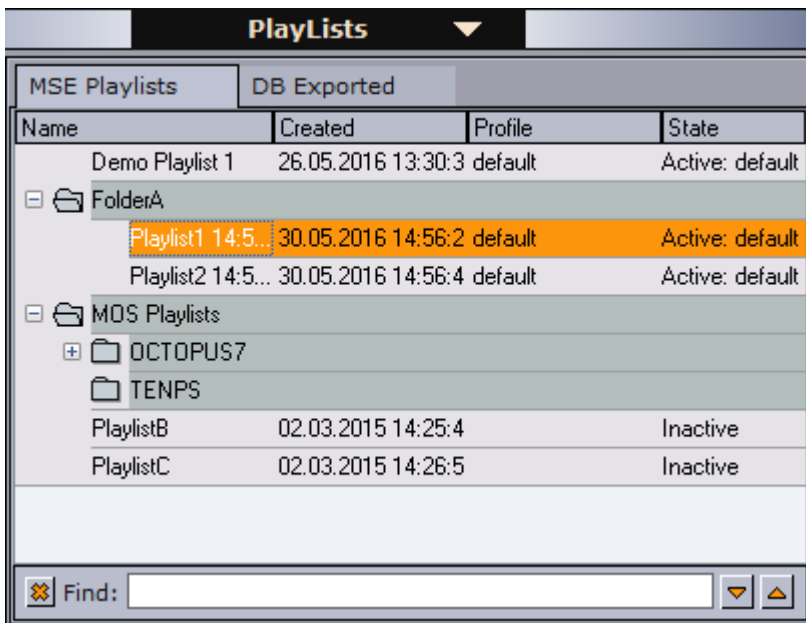 PlayLists
MSE Playlists DB Exported
Name Created Profile State
Demo Playlist 1 26.05.2016 13:30:3 default Active: default
FolderA
Playlist1 14:5... 30.05.2016 14:56:2 default Active: default
Playlist2 14:5... 30.05.2016 14:56:4 default Active: default
MOS Playlists
OCTOPUS7
TENPS
PlaylistB 02.03.2015 14:25:4 Inactive
PlaylistC 02.03.2015 14:26:5 Inactive
Find: